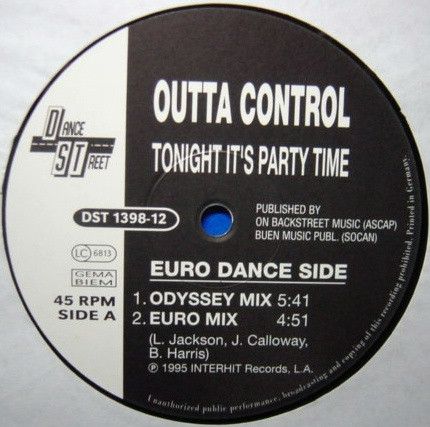 DANCE
STREET
OUTTA CONTROL
TONIGHT IT'S PARTY TIME
DST 1398-12
PUBLISHED BY
ON BACKSTREET MUSIC (ASCAP)
BUEN MUSIC PUBL. (SOCAN)
LC 6813
GEMA
BIEM
45 RPM
SIDE A
EURO DANCE SIDE
1. ODYSSEY MIX 5:41
2. EURO MIX 4:51
(L. Jackson, J. Calloway,
B. Harris)
℗ 1995 INTERHIT Records, L.A.
Unauthorized public performance, broadcasting and copying of this recording prohibited. Printed in Germany.